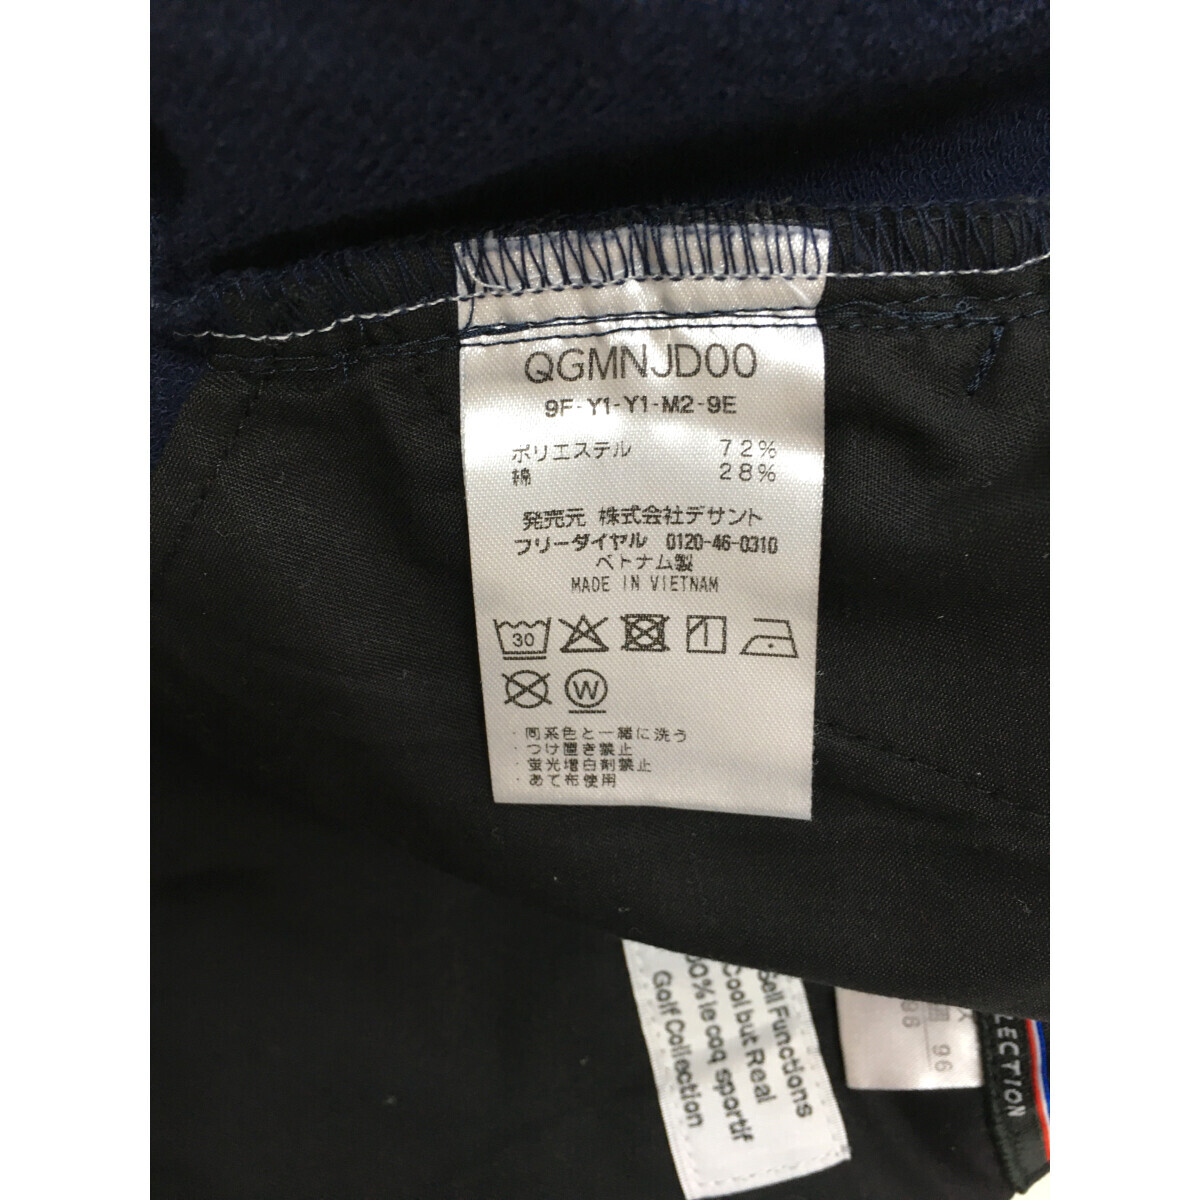 QGMNJD00
9F-Y1-Y1-M2-9E
ポリエステル 72%
綿 28%
発売元 株式会社デサント
フリーダイヤル 0120-46-0310
ベトナム製
MADE IN VIETNAM
30
W
・同系色と一緒に洗う
・つけ置き禁止
・蛍光増白剤禁止
・あて布使用
Sell Functions
Cool but Real
00% le coq sportif
Golf Collection
96
LECTION